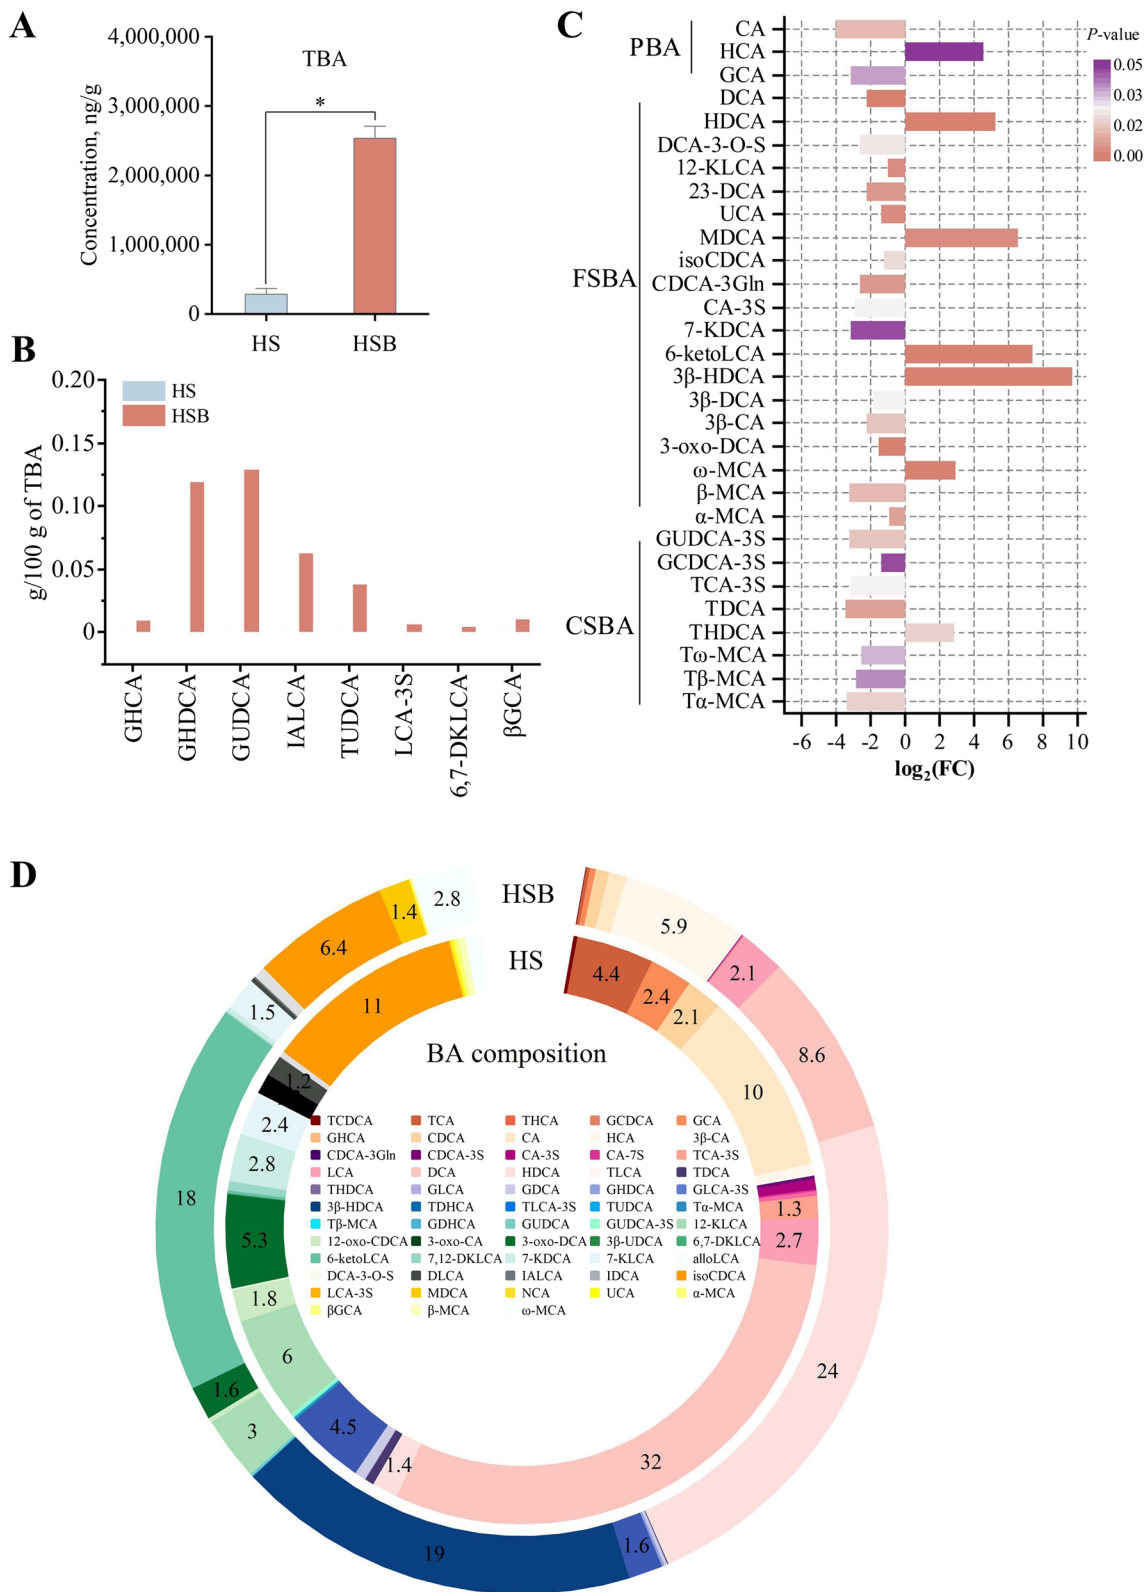 A
TBA
Concentration, ng/g
4,000,000
3,000,000
2,000,000
1,000,000
0
*
HS
HSB
B
g/100 g of TBA
0.20
0.15
0.10
0.05
0
HS
HSB
GHCA
GHDCA
GUDCA
IALCA
TUDCA
LCA-3S
6,7-DKLCA
βGCA
C
PBA
FSBA
CSBA
CA
HCA
GCA
DCA
HDCA
DCA-3-O-S
12-KLCA
23-DCA
UCA
MDCA
isoCDCA
CDCA-3Gln
CA-3S
7-KDCA
6-ketoLCA
3β-HDCA
3β-DCA
3β-CA
3-oxo-DCA
ω-MCA
β-MCA
α-MCA
GUDCA-3S
GCDCA-3S
TCA-3S
TDCA
THDCA
Tω-MCA
Tβ-MCA
Tα-MCA
-6 -4 -2 0 2 4 6 8 10
log2(FC)
P-value
0.05
0.03
0.02
0.00
D
HSB
HS
BA composition
5.9
2.1
8.6
24
1.6
19
3
1.6
18
1.5
6.4
1.4
2.8
4.4
2.4
2.1
10
1.3
2.7
32
1.4
4.5
6
1.8
5.3
2.8
2.4
1.2
11
TCDCA TCA THCA GCDCA GCA
GHCA CDCA CA HCA 3β-CA
CDCA-3Gln CDCA-3S CA-3S CA-7S TCA-3S
LCA DCA HDCA TLCA TDCA
THDCA GLCA GDCA GHDCA GLCA-3S
3β-HDCA TDHCA TLCA-3S TUDCA Tα-MCA
Tβ-MCA GDHCA GUDCA GUDCA-3S 12-KLCA
12-oxo-CDCA 3-oxo-CA 3-oxo-DCA 3β-UDCA 6,7-DKLCA
6-ketoLCA 7,12-DKLCA 7-KDCA 7-KLCA alloLCA
DCA-3-O-S DLCA IALCA IDCA isoCDCA
LCA-3S MDCA NCA UCA α-MCA
βGCA β-MCA ω-MCA